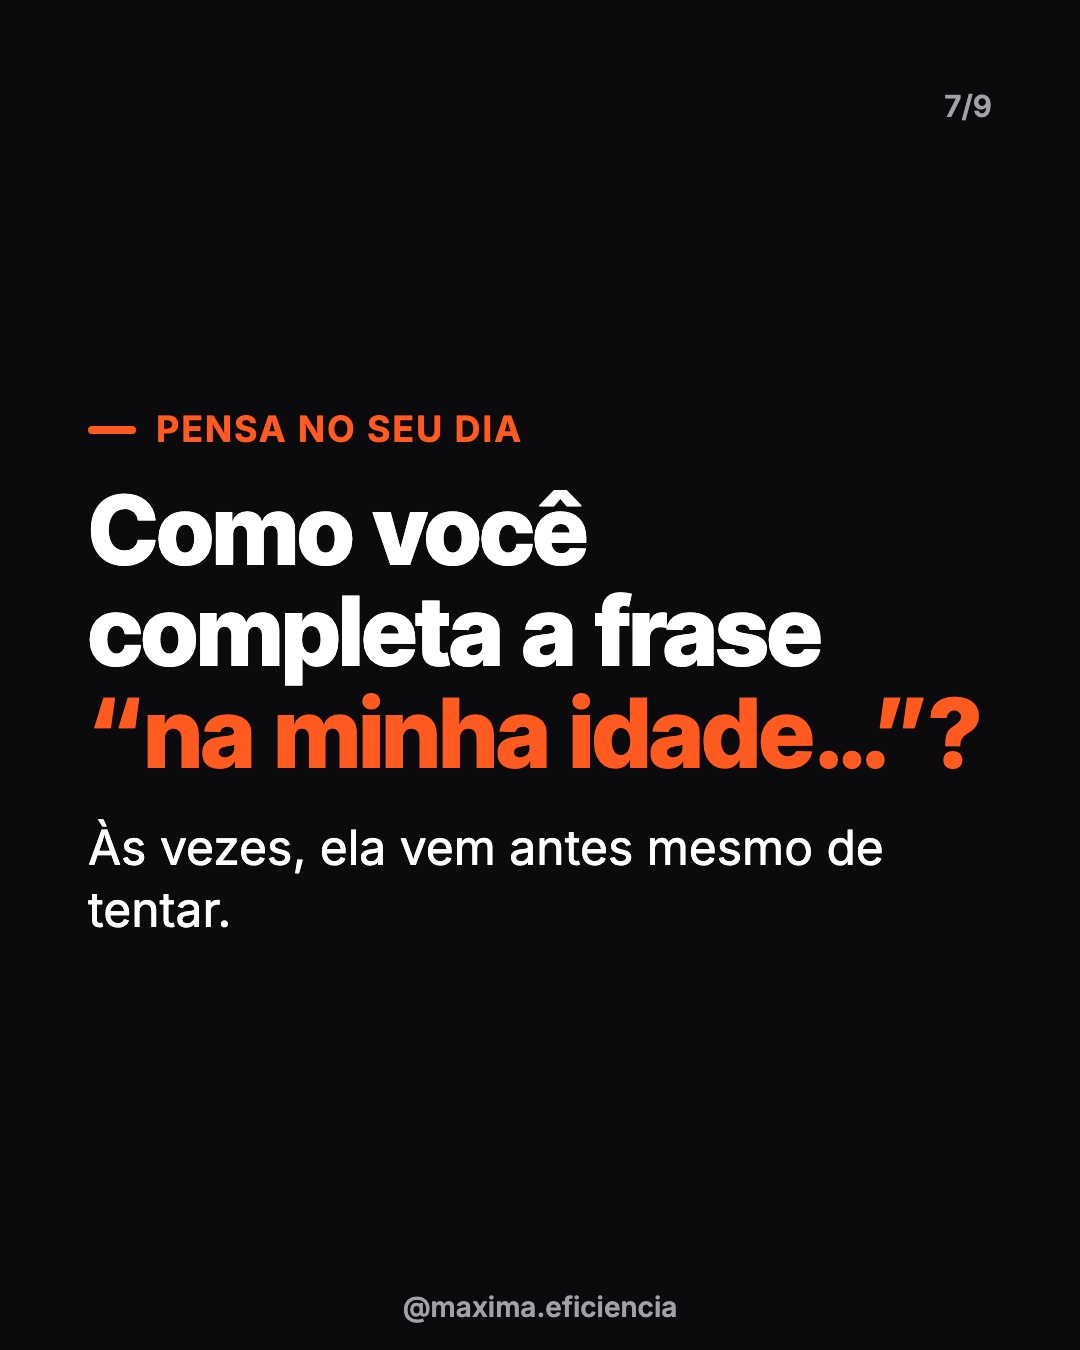 7/9
PENSA NO SEU DIA
Como você
completa a frase
“na minha idade...”?
Às vezes, ela vem antes mesmo de
tentar.
@maxima.eficiencia